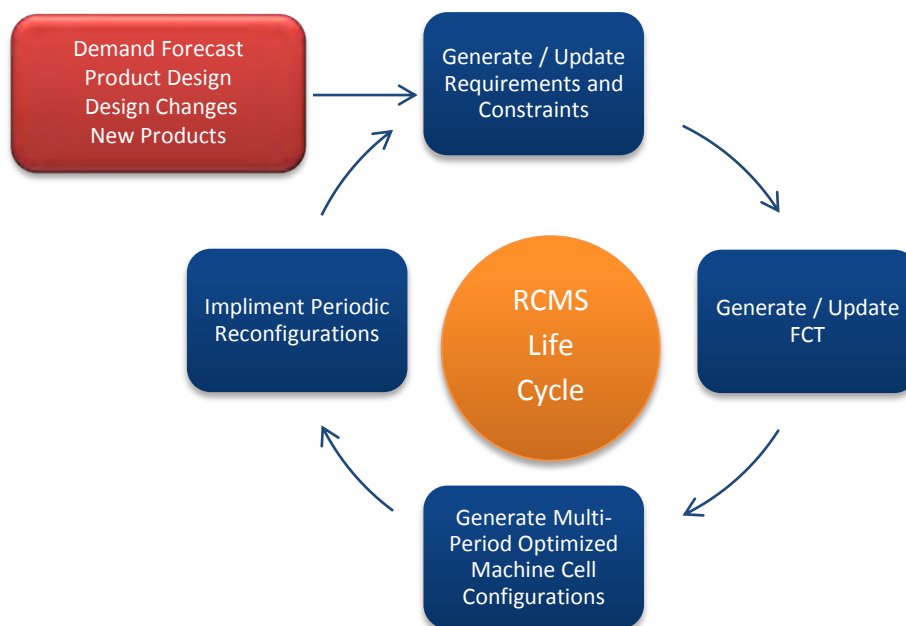 Demand Forecast
Product Design
Design Changes
New Products
Generate / Update
Requirements and
Constraints
Impliment Periodic
Reconfigurations
RCMS
Life
Cycle
Generate / Update
FCT
Generate Multi-
Period Optimized
Machine Cell
Configurations